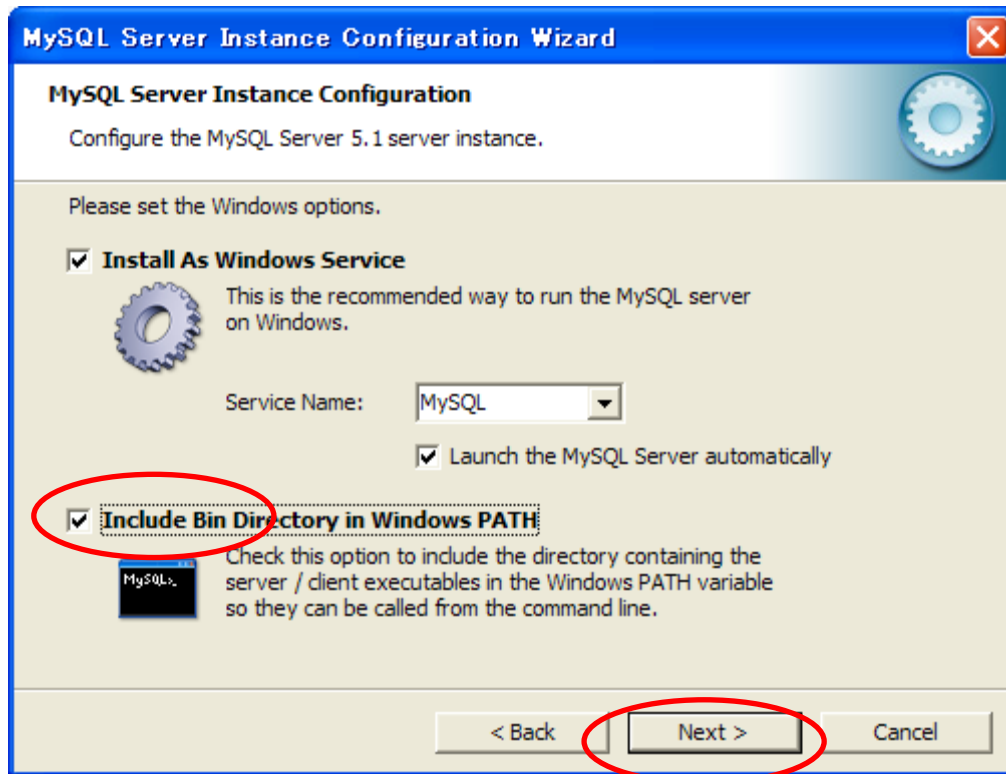 MySQL Server Instance Configuration Wizard
MySQL Server Instance Configuration
Configure the MySQL Server 5.1 server instance.
Please set the Windows options.
Install As Windows Service
This is the recommended way to run the MySQL server
on Windows.
Service Name: MySQL
Launch the MySQL Server automatically
Include Bin Directory in Windows PATH
Check this option to include the directory containing the
server / client executables in the Windows PATH variable
so they can be called from the command line.
MySQL>_
< Back Next > Cancel